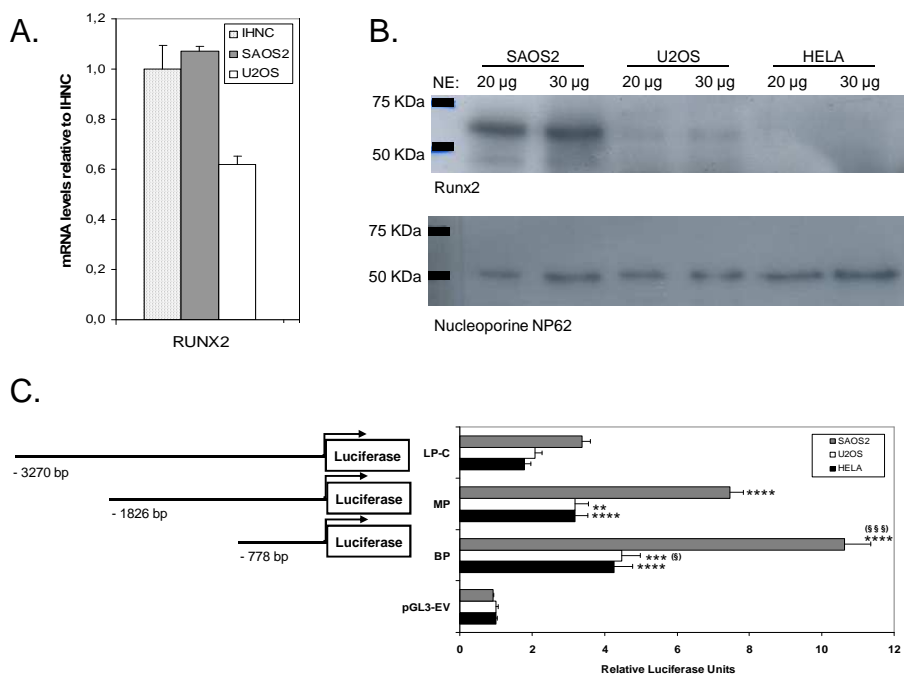 A.
1,2
1,0
0,8
0,6
0,4
0,2
0,0
mRNA levels relative to IHNC
IHNC
SAOS2
U2OS
RUNX2
B.
SAOS2 U2OS HELA
NE: 20 µg 30 µg 20 µg 30 µg 20 µg 30 µg
75 KDa
50 KDa
Runx2
75 KDa
50 KDa
Nucleoporine NP62
C.
Luciferase
- 3270 bp
Luciferase
- 1826 bp
Luciferase
- 778 bp
SAOS2
U2OS
HELA
LP-C
MP
****
**
****
BP
(§ § §)
****
*** (§)
****
pGL3-EV
0 2 4 6 8 10 12
Relative Luciferase Units